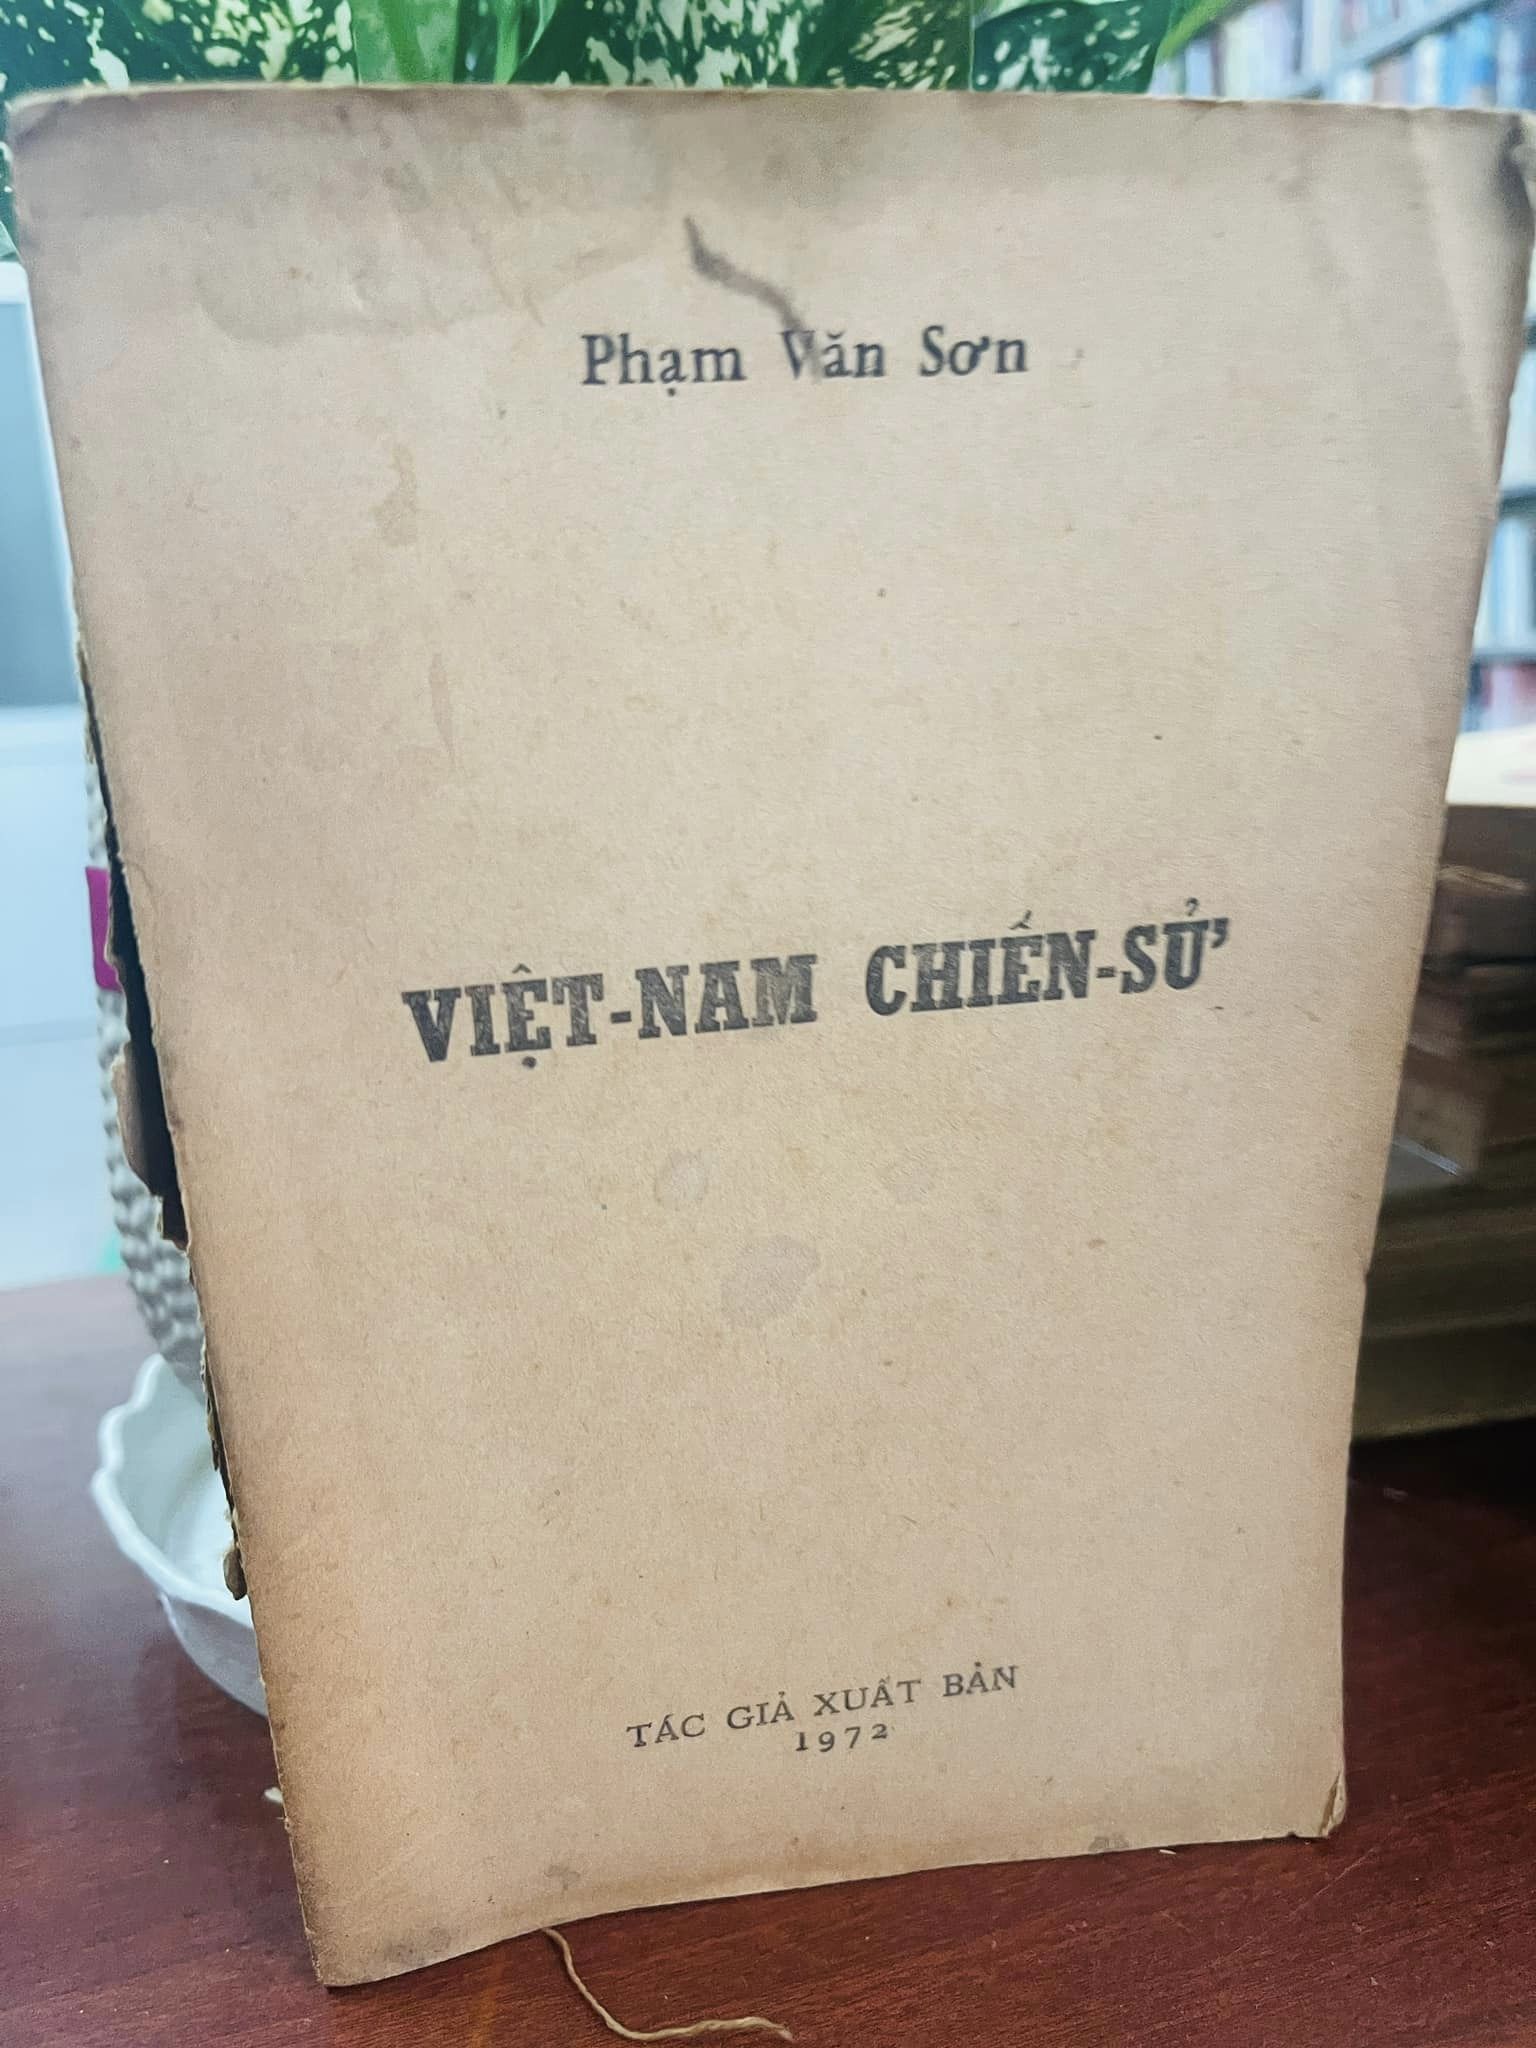 Phạm Văn Sơn
VIỆT-NAM CHIẾN-SỬ
TÁC GIẢ XUẤT BẢN
1972